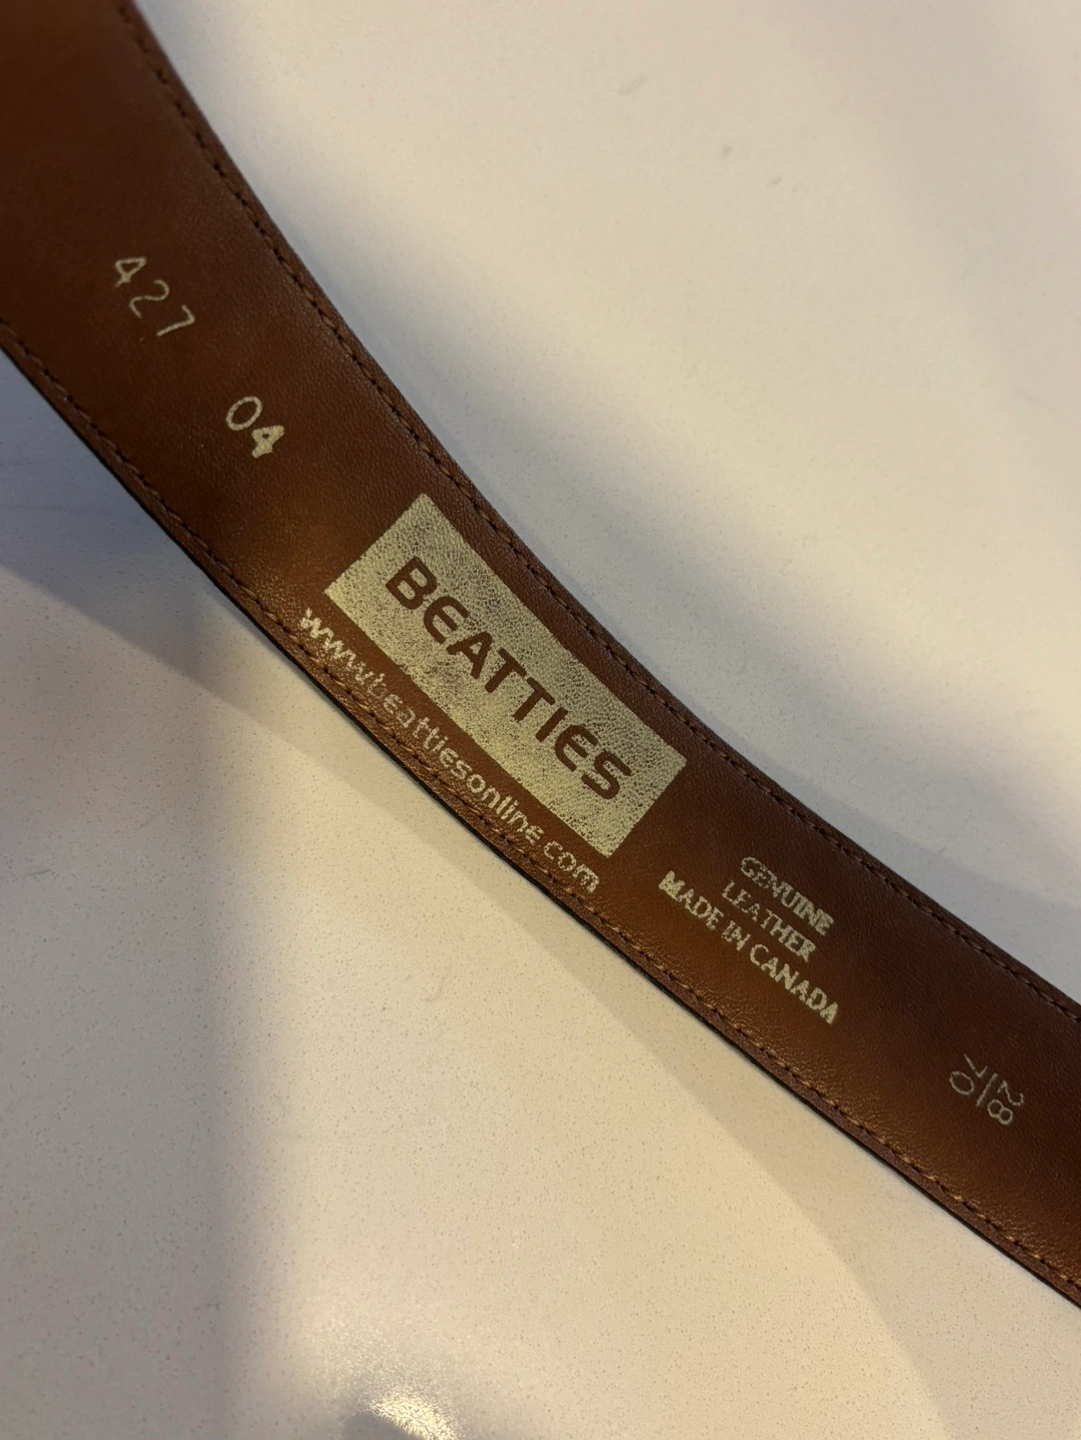 427 04
BEATTIES
www.beattiesonline.com
GENUINE
LEATHER
MADE IN CANADA
28
70